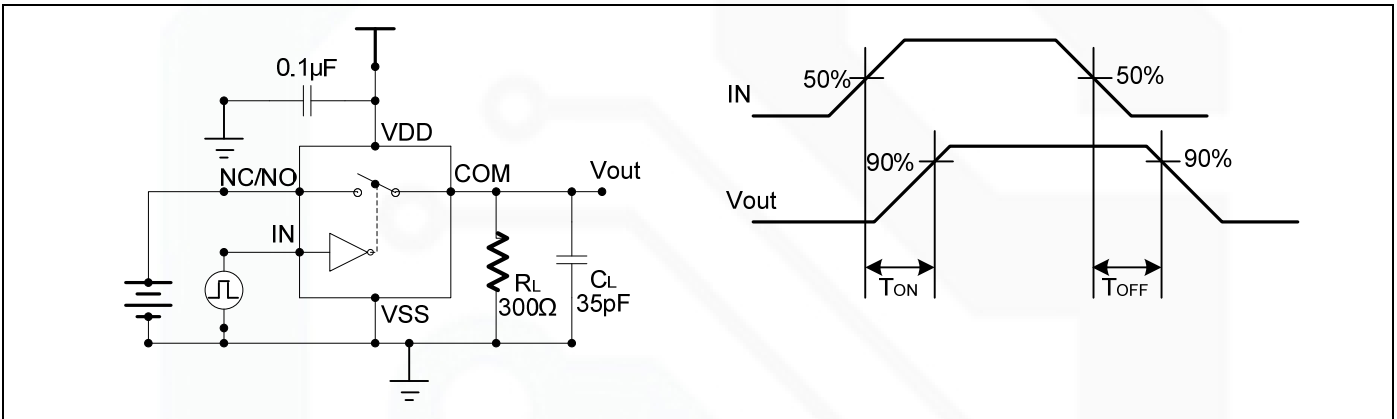 0.1µF
VDD
NC/NO
COM
Vout
IN
RL
300Ω
CL
35pF
VSS
IN
50%
50%
Vout
90%
90%
TON
TOFF